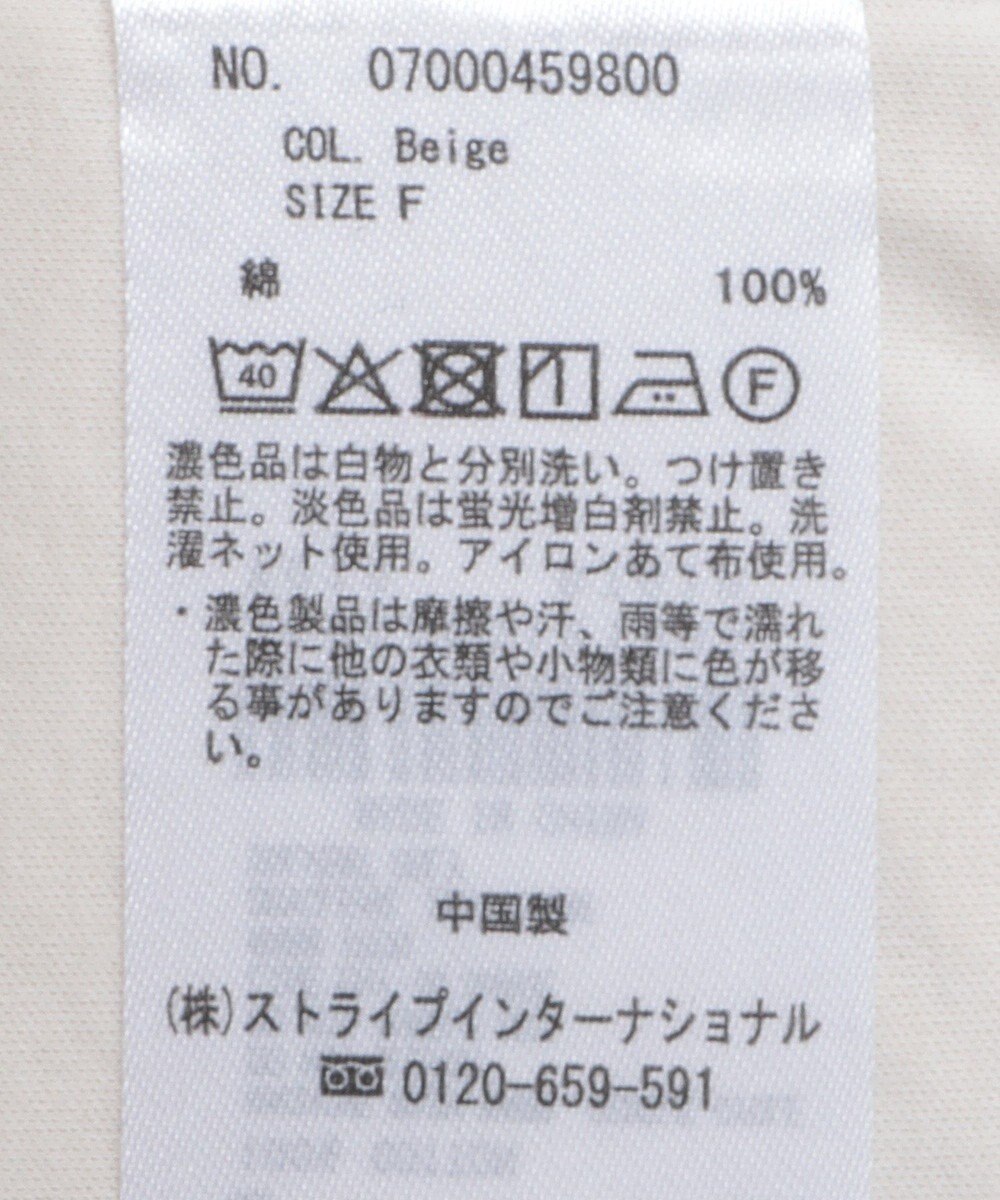 NO. 07000459800
COL. Beige
SIZE F
綿 100%
40
F
濃色品は白物と分別洗い。つけ置き
禁止。淡色品は蛍光増白剤禁止。洗
濯ネット使用。アイロンあて布使用。
・濃色製品は摩擦や汗、雨等で濡れ
た際に他の衣類や小物類に色が移
る事がありますのでご注意くださ
い。
中国製
(株)ストライプインターナショナル
0120-659-591